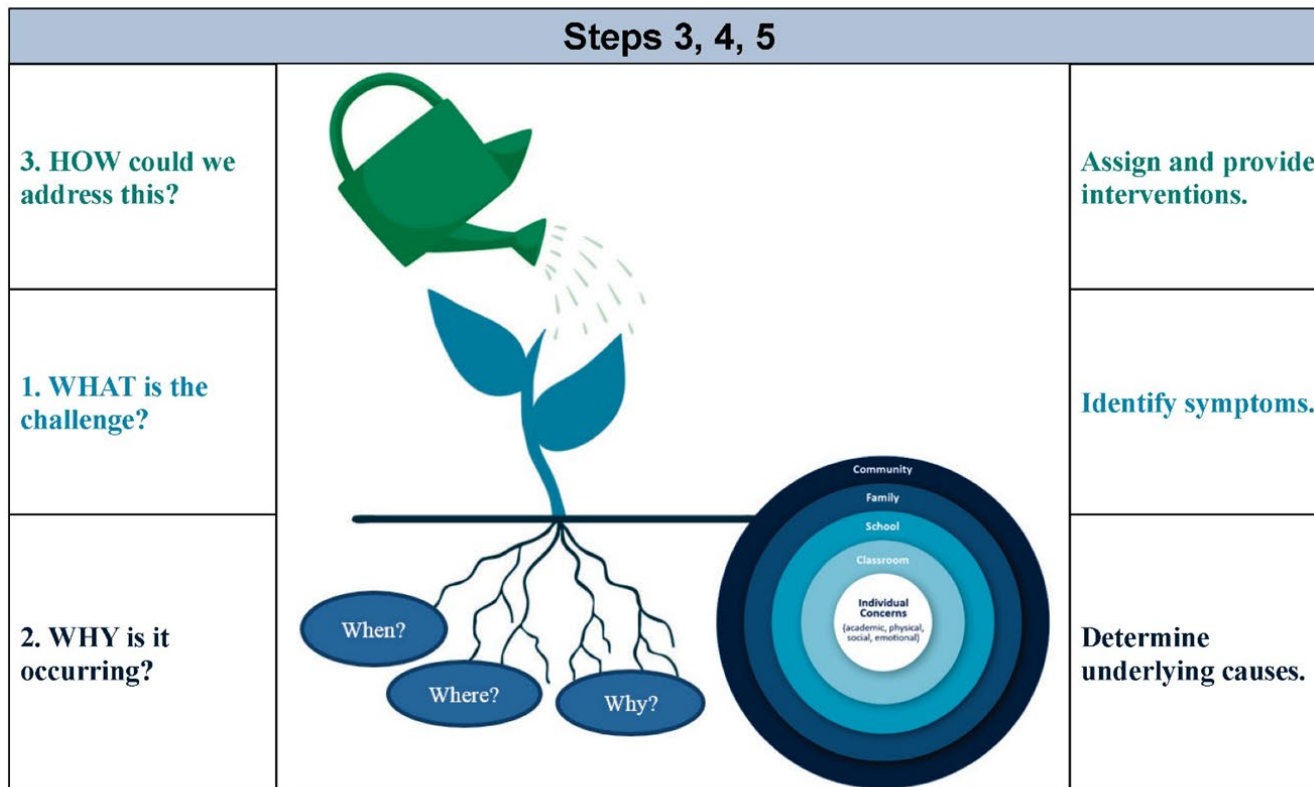 Steps 3, 4, 5
3. HOW could we
address this?
Assign and provide
interventions.
1. WHAT is the
challenge?
Identify symptoms.
2. WHY is it
occurring?
When?
Where?
Why?
Community
Family
School
Classroom
Individual
Concerns
(academic, physical,
social, emotional)
Determine
underlying causes.